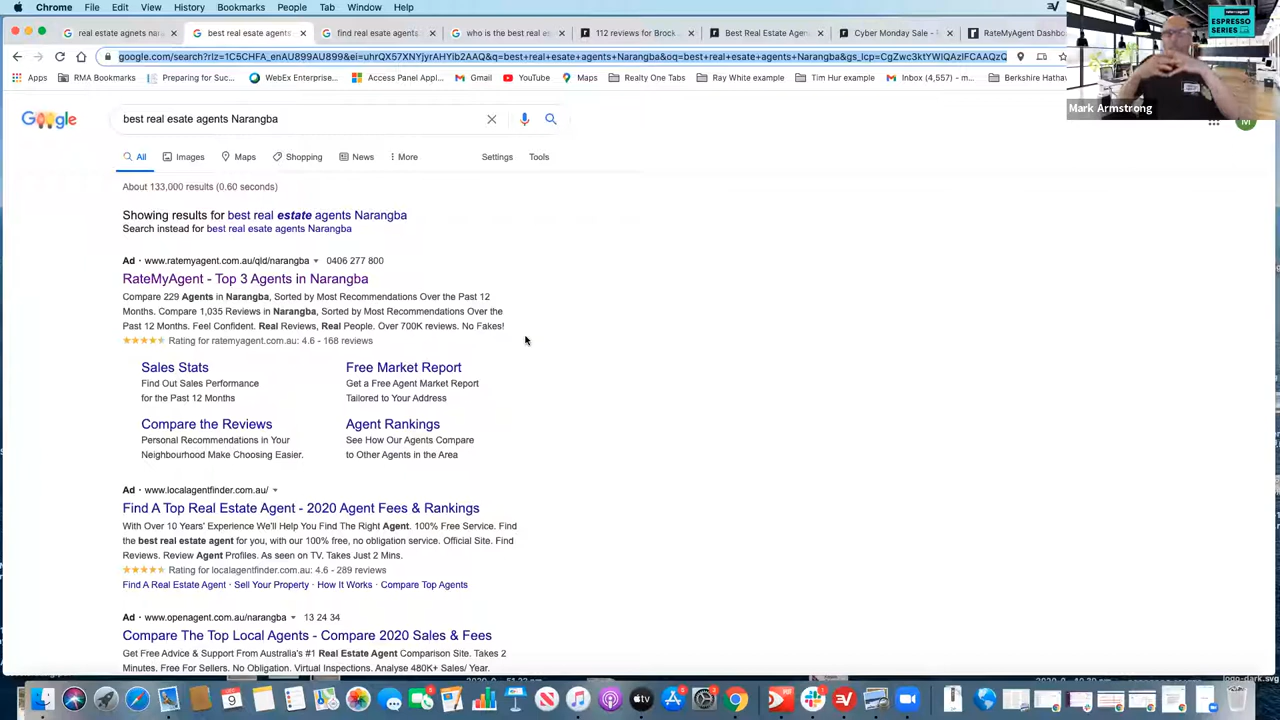 Chrome File Edit View History Bookmarks People Tab Window Help
real estate agents narang
best real esate agents
find real esate agents
who is the best
112 reviews for Brock
Best Real Estate Agen
Cyber Monday Sale -
RateMyAgent Dashbo
Apps RMA Bookmarks Preparing for Suc... WebEx Enterprise... Access Panel Appl... Gmail YouTube Maps Realty One Tabs Ray White example Tim Hur example Inbox (4,557) – m... Berkshire Hathaw
ratemyagent
ESPRESSO
SERIES
Mark Armstrong
Google
best real esate agents Narangba
M
All Images Maps Shopping News More Settings Tools
About 133,000 results (0.60 seconds)
Showing results for best real estate agents Narangba
Search instead for best real esate agents Narangba
Ad · www.ratemyagent.com.au/qld/narangba 0406 277 800
RateMyAgent - Top 3 Agents in Narangba
Compare 229 Agents in Narangba, Sorted by Most Recommendations Over the Past 12
Months. Compare 1,035 Reviews in Narangba, Sorted by Most Recommendations Over the
Past 12 Months. Feel Confident. Real Reviews, Real People. Over 700K reviews. No Fakes!
Rating for ratemyagent.com.au: 4.6 - 168 reviews
Sales Stats
Find Out Sales Performance
for the Past 12 Months
Free Market Report
Get a Free Agent Market Report
Tailored to Your Address
Compare the Reviews
Personal Recommendations in Your
Neighbourhood Make Choosing Easier.
Agent Rankings
See How Our Agents Compare
to Other Agents in the Area
Ad · www.localagentfinder.com.au/
Find A Top Real Estate Agent - 2020 Agent Fees & Rankings
With Over 10 Years' Experience We'll Help You Find The Right Agent. 100% Free Service. Find
the best real estate agent for you, with our 100% free, no obligation service. Official Site. Find
Reviews. Review Agent Profiles. As seen on TV. Takes Just 2 Mins.
Rating for localagentfinder.com.au: 4.6 - 289 reviews
Find A Real Estate Agent · Sell Your Property · How It Works · Compare Top Agents
Ad · www.openagent.com.au/narangba 13 24 34
Compare The Top Local Agents - Compare 2020 Sales & Fees
Get Free Advice & Support From Australia's #1 Real Estate Agent Comparison Site. Takes 2
Minutes. Free For Sellers. No Obligation. Virtual Inspections. Analyse 480K+ Sales/ Year.
logo-dark.svg
9